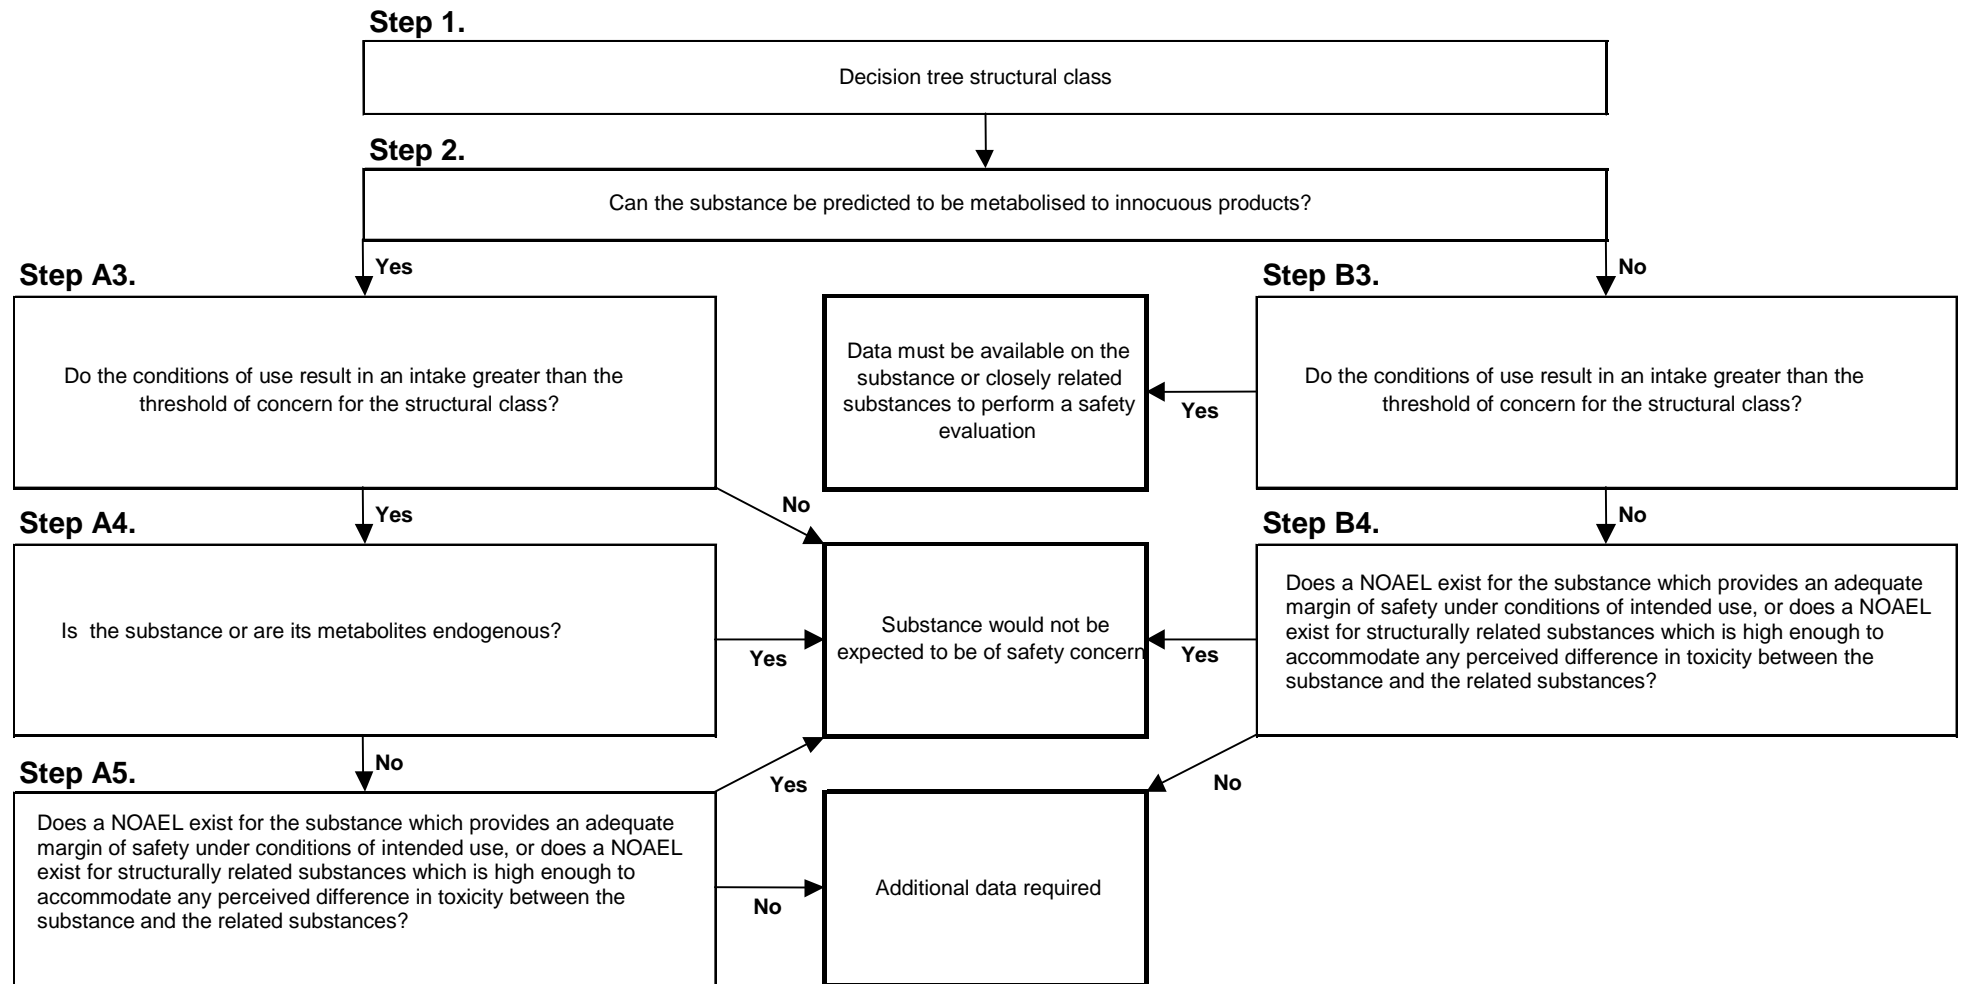 Step 1.
Decision tree structural class
Step 2.
Can the substance be predicted to be metabolised to innocuous products?
Yes
No
Step A3.
Do the conditions of use result in an intake greater than the
threshold of concern for the structural class?
Data must be available on the
substance or closely related
substances to perform a safety
evaluation
Yes
Step B3.
Do the conditions of use result in an intake greater than the
threshold of concern for the structural class?
Yes
No
No
Step A4.
Is  the substance or are its metabolites endogenous?
Yes
Substance would not be
expected to be of safety concern
Yes
Step B4.
Does a NOAEL exist for the substance which provides an adequate
margin of safety under conditions of intended use, or does a NOAEL
exist for structurally related substances which is high enough to
accommodate any perceived difference in toxicity between the
substance and the related substances?
No
Yes
No
Step A5.
Does a NOAEL exist for the substance which provides an adequate
margin of safety under conditions of intended use, or does a NOAEL
exist for structurally related substances which is high enough to
accommodate any perceived difference in toxicity between the
substance and the related substances?
No
Additional data required